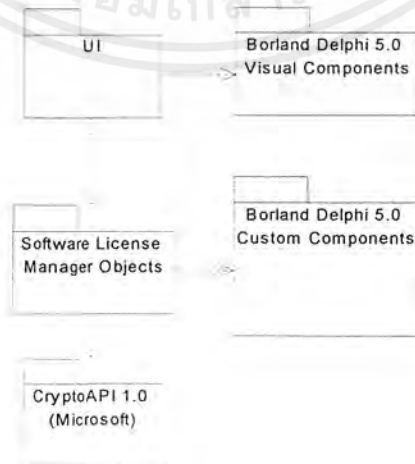 UI
Borland Delphi 5.0
Visual Components
Software License
Manager Objects
Borland Delphi 5.0
Custom Components
CryptoAPI 1.0
(Microsoft)